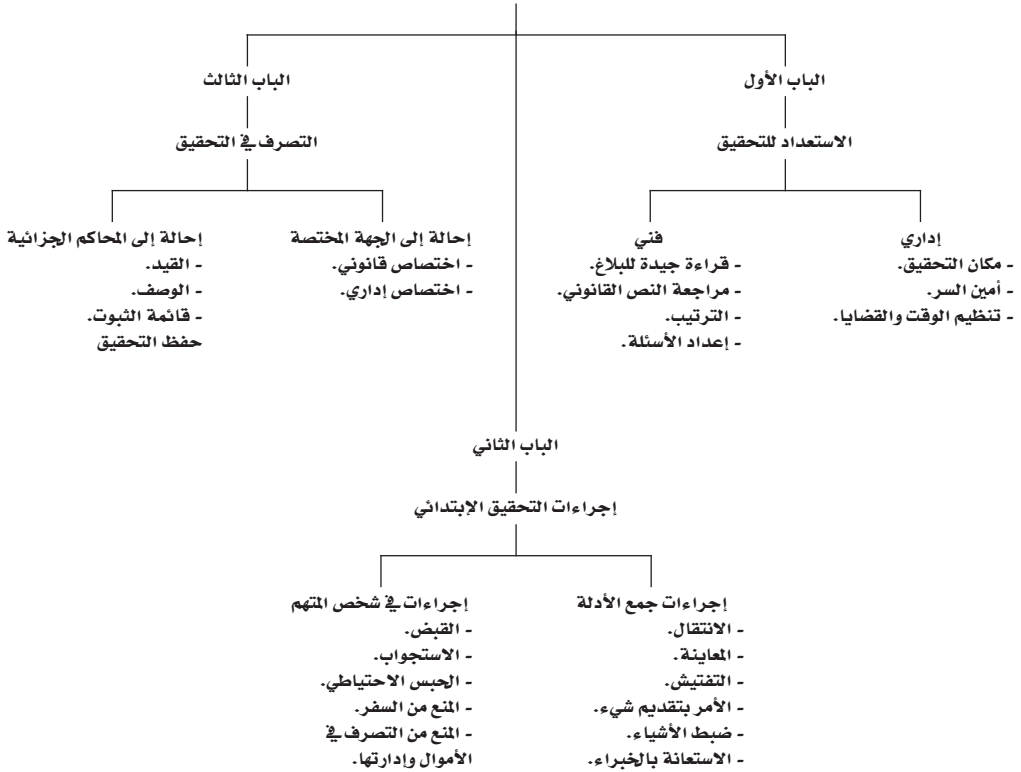 الباب الأول
الاستعداد للتحقيق
إداري
- مكان التحقيق.
- أمين السر.
- تنظيم الوقت والقضايا.
فني
- قراءة جيدة للبلاغ.
- مراجعة النص القانوني.
- الترتيب.
- إعداد الأسئلة.
الباب الثالث
التصرف في التحقيق
إحالة إلى الجهة المختصة
- اختصاص قانوني.
- اختصاص إداري.
إحالة إلى المحاكم الجزائية
- القيد.
- الوصف.
- قائمة الثبوت.
حفظ التحقيق
الباب الثاني
إجراءات التحقيق الإبتدائي
إجراءات جمع الأدلة
- الانتقال.
- المعاينة.
- التفتيش.
- الأمر بتقديم شيء.
- ضبط الأشياء.
- الاستعانة بالخبراء.
إجراءات في شخص المتهم
- القبض.
- الاستجواب.
- الحبس الاحتياطي.
- المنع من السفر.
- المنع من التصرف في
الأموال وإدارتها.